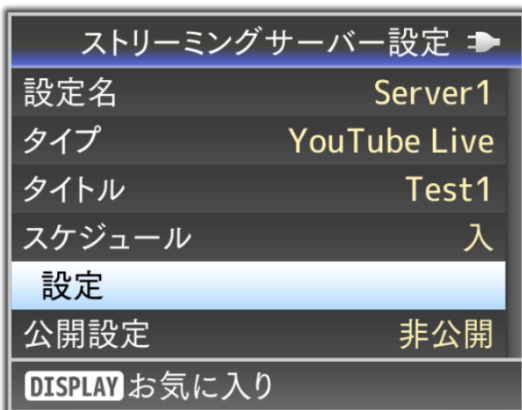 ストリーミングサーバー設定
設定名 Server1
タイプ YouTube Live
タイトル Test1
スケジュール 入
設定
公開設定 非公開
DISPLAY お気に入り